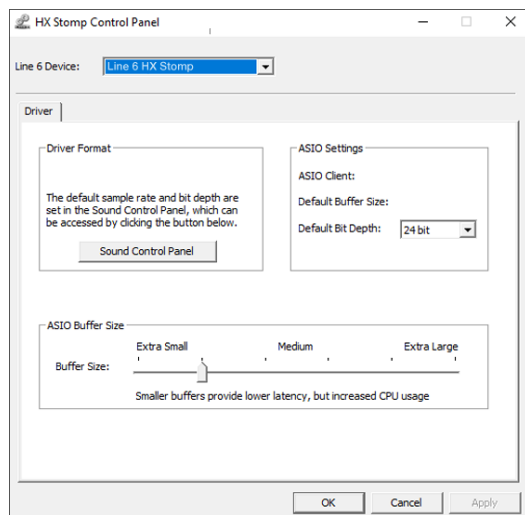 HX Stomp Control Panel
Line 6 Device: Line 6 HX Stomp
Driver
Driver Format
The default sample rate and bit depth are
set in the Sound Control Panel, which can
be accessed by clicking the button below.
Sound Control Panel
ASIO Settings
ASIO Client:
Default Buffer Size:
Default Bit Depth: 24 bit
ASIO Buffer Size
Extra Small Medium Extra Large
Buffer Size:
Smaller buffers provide lower latency, but increased CPU usage
OK Cancel Apply